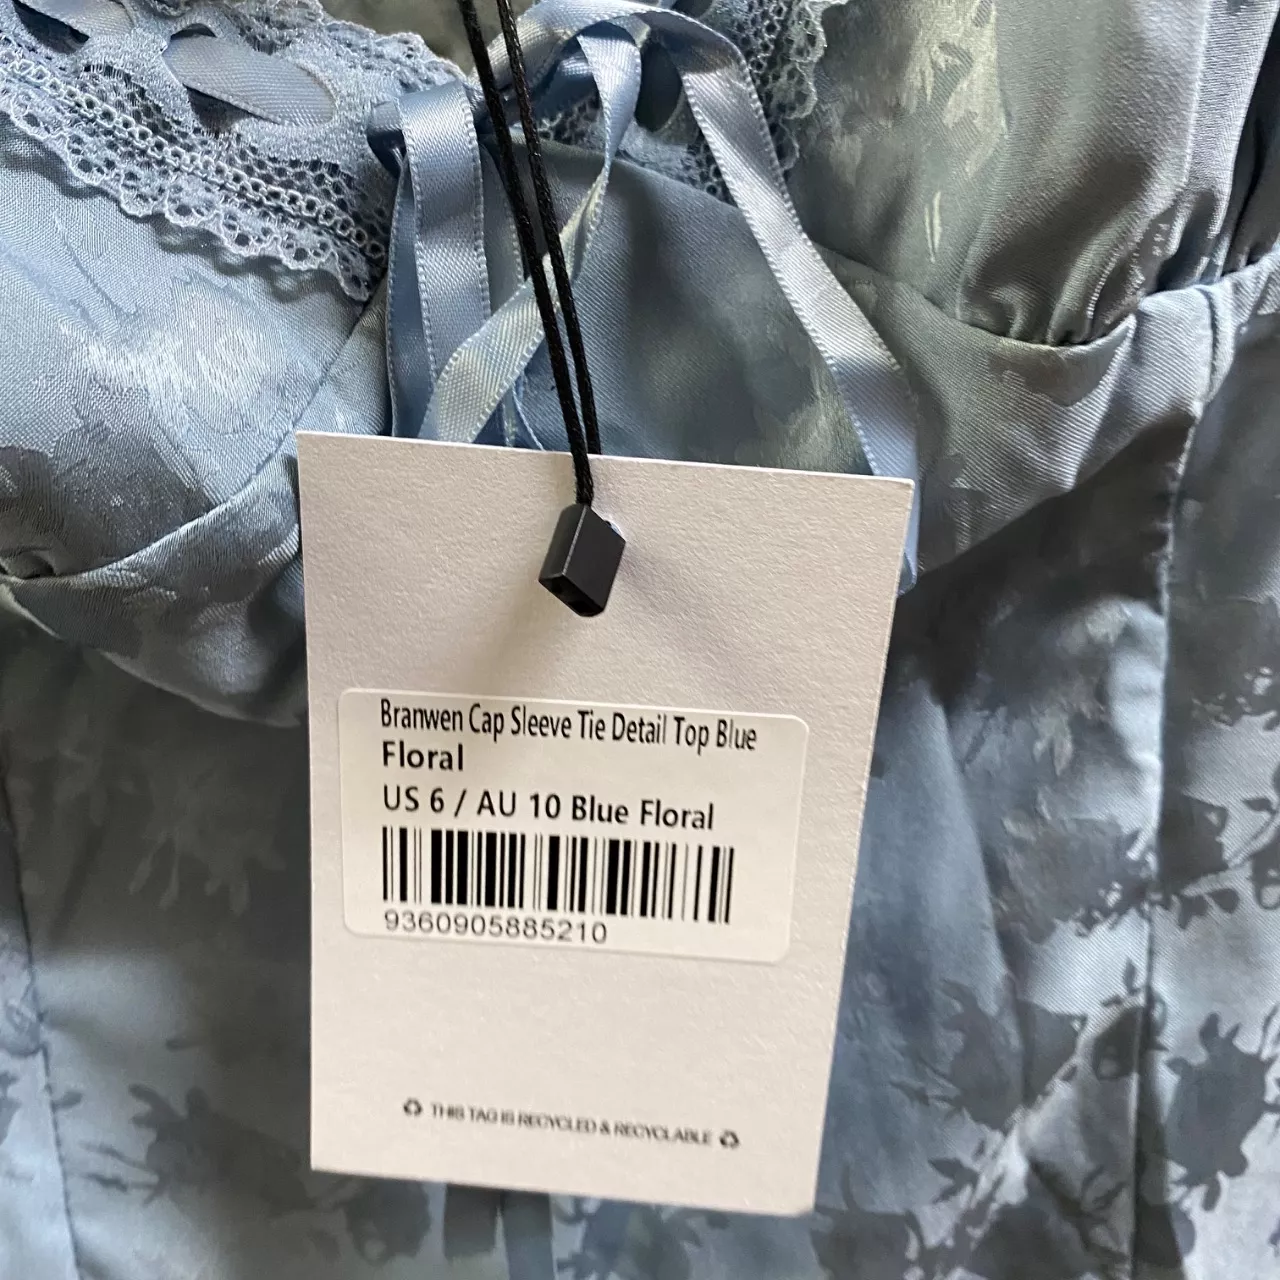 Branwen Cap Sleeve Tie Detail Top Blue
Floral
US 6 / AU 10 Blue Floral
9360905885210
♻ THIS TAG IS RECYCLED & RECYCLABLE ♻